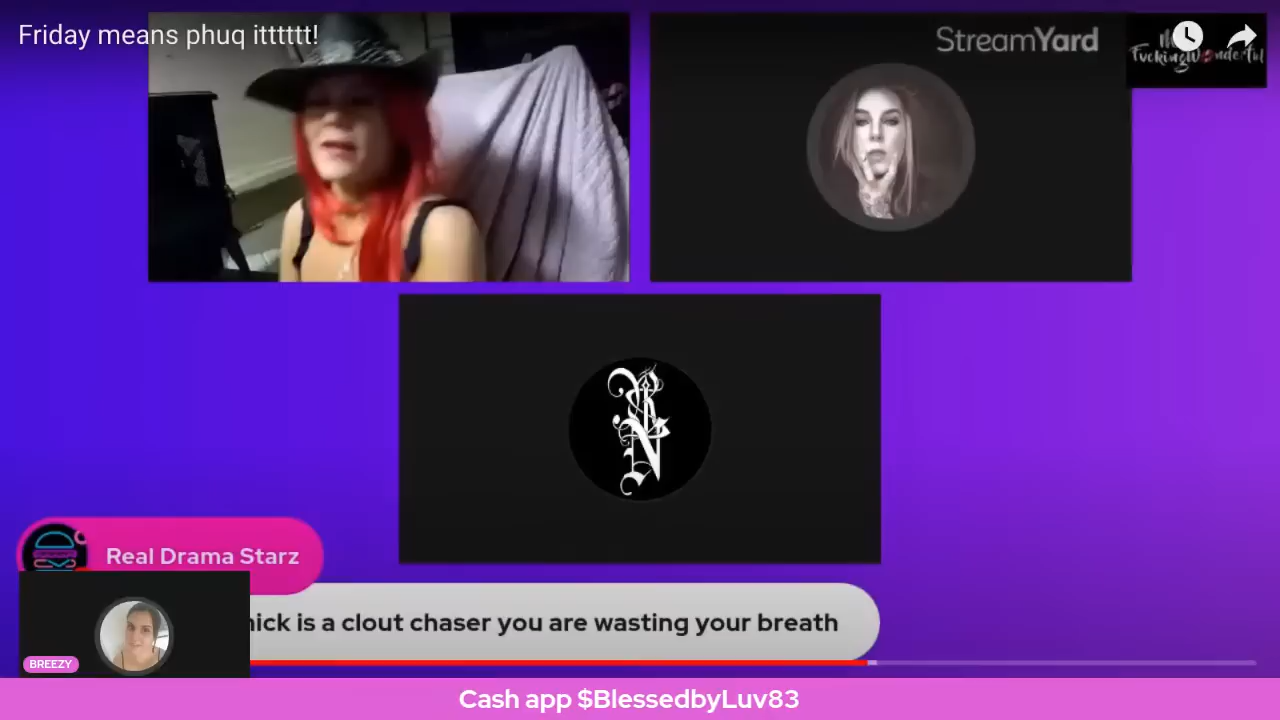 Friday means phuq itttttt!
StreamYard
FuckingWonderful
Real Drama Starz
is a clout chaser you are wasting your breath
BREEZY
Cash app $BlessedbyLuv83